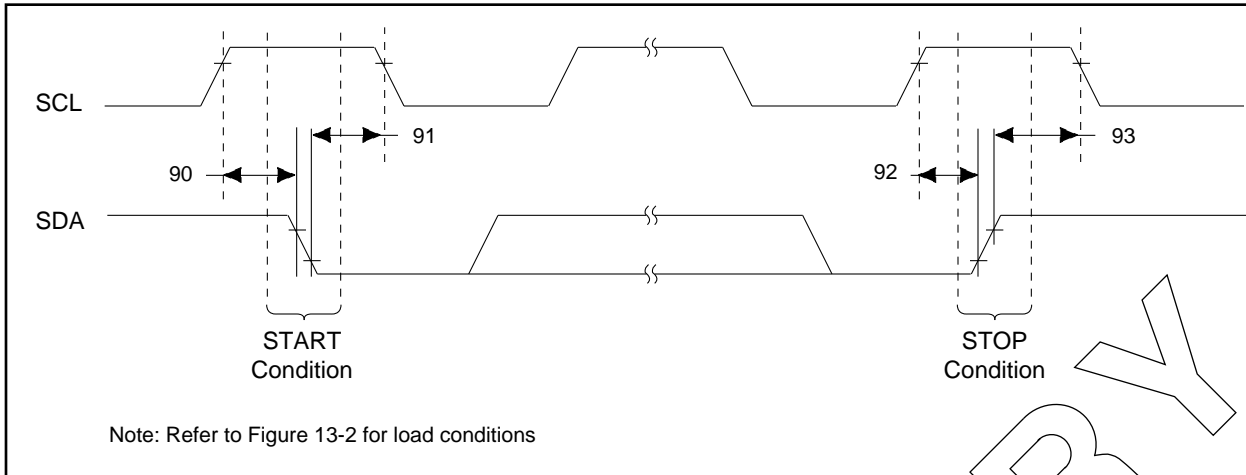 SCL
91
93
90
92
SDA
START
Condition
STOP
Condition
Note: Refer to Figure 13-2 for load conditions
R Y